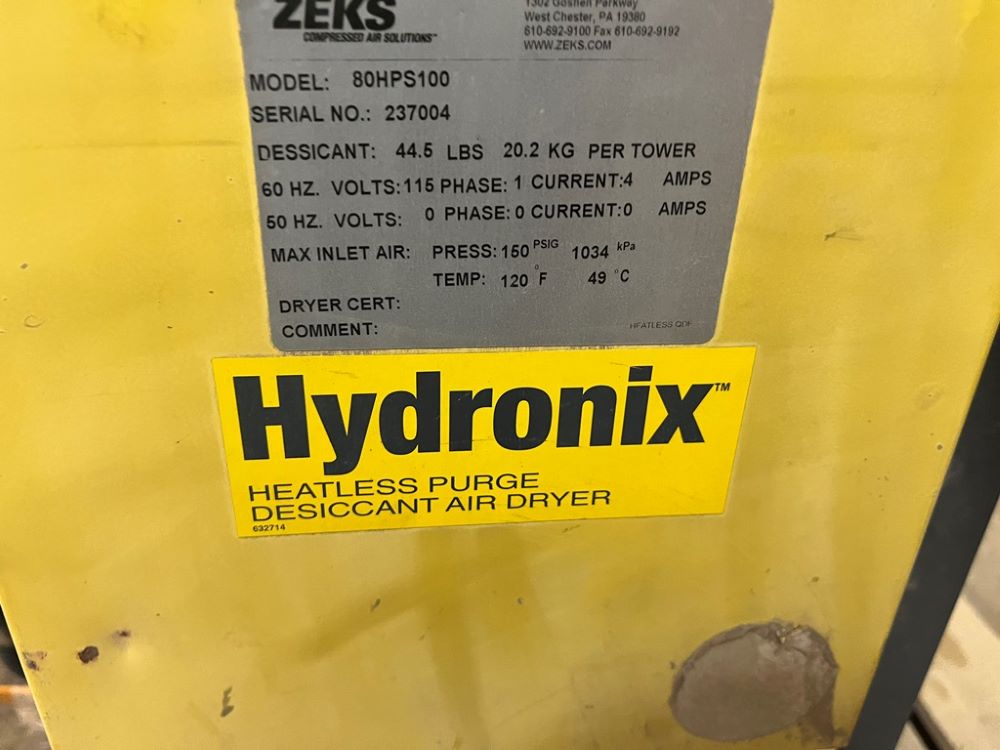 ZEKS
COMPRESSED AIR SOLUTIONS™
1302 Goshen Parkway
West Chester, PA 19380
610-692-9100 Fax 610-692-9192
WWW.ZEKS.COM
MODEL: 80HPS100
SERIAL NO.: 237004
DESSICANT: 44.5 LBS 20.2 KG PER TOWER
60 HZ. VOLTS:115 PHASE: 1 CURRENT:4 AMPS
50 HZ. VOLTS: 0 PHASE: 0 CURRENT:0 AMPS
MAX INLET AIR: PRESS: 150 PSIG 1034 kPa
TEMP: 120 °F 49 °C
DRYER CERT:
COMMENT:
HEATLESS QDF
Hydronix™
HEATLESS PURGE
DESICCANT AIR DRYER
632714